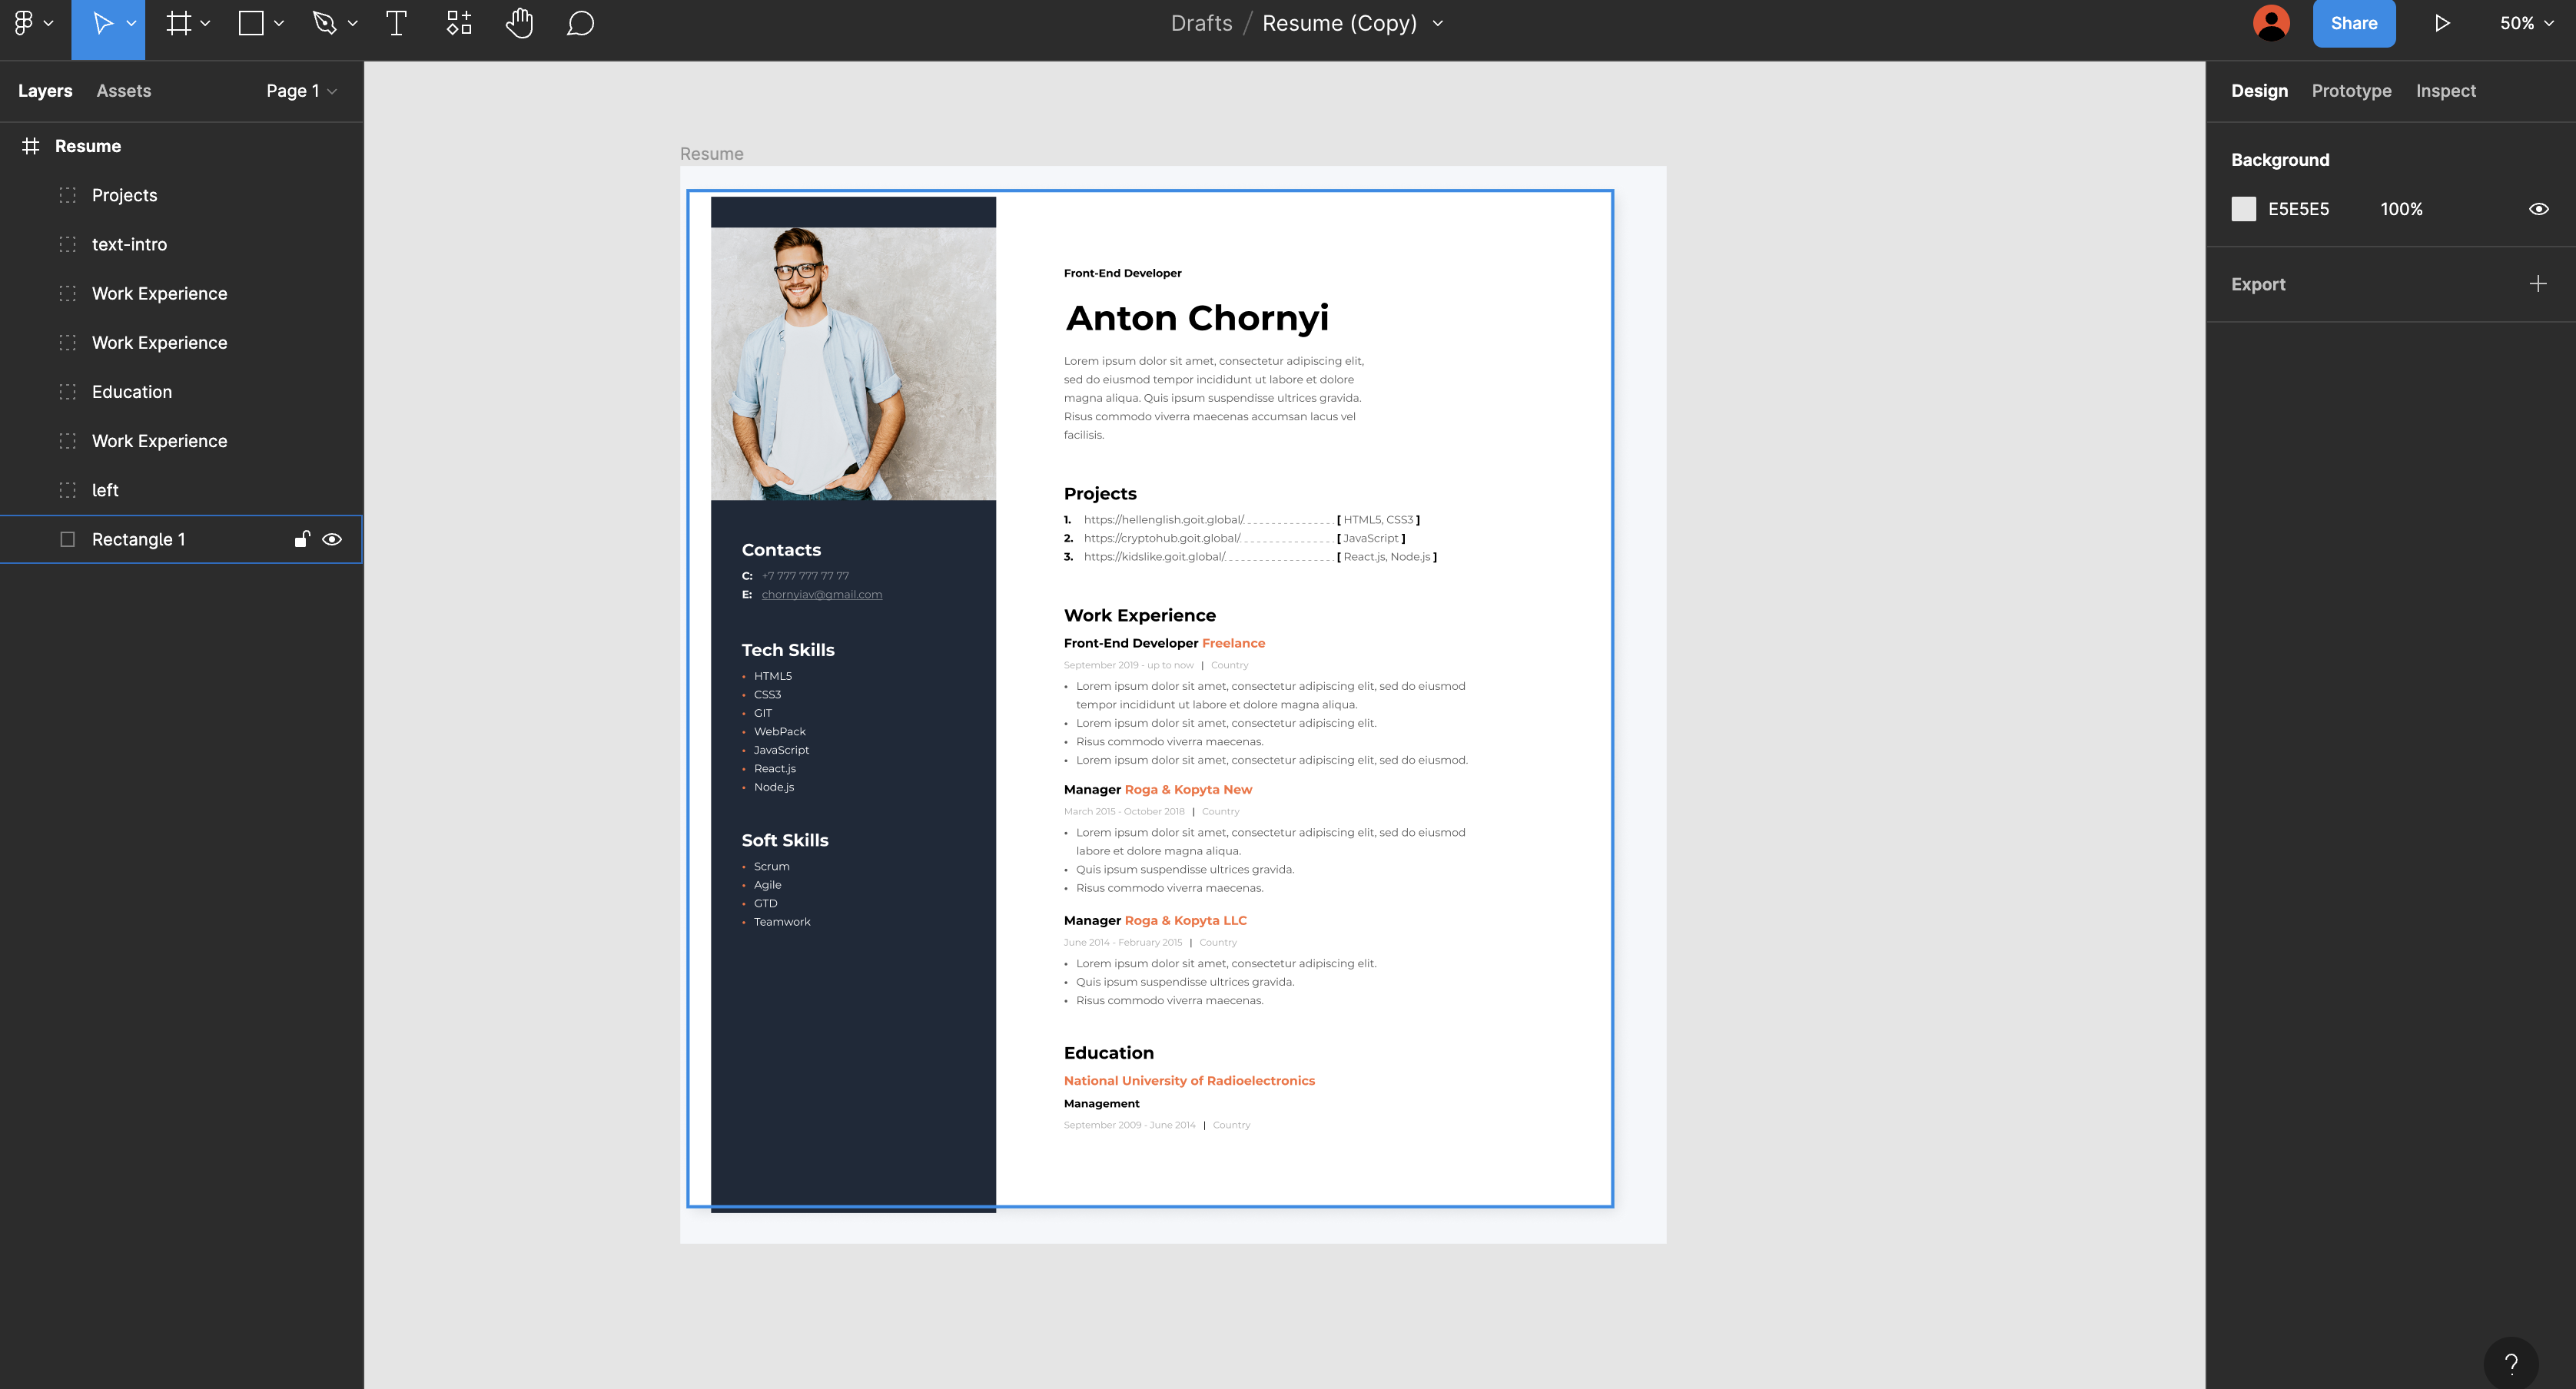 Drafts / Resume (Copy)
Share
50%
Layers
Assets
Page 1
Resume
Projects
text-intro
Work Experience
Work Experience
Education
Work Experience
left
Rectangle 1
Resume
Front-End Developer
Anton Chornyi
Lorem ipsum dolor sit amet, consectetur adipiscing elit,
sed do eiusmod tempor incididunt ut labore et dolore
magna aliqua. Quis ipsum suspendisse ultrices gravida.
Risus commodo viverra maecenas accumsan lacus vel
facilisis.
Projects
1. https://hellenglish.goit.global/ [ HTML5, CSS3 ]
2. https://cryptohub.goit.global/ [ JavaScript ]
3. https://kidslike.goit.global/ [ React.js, Node.js ]
Contacts
C: +7 777 777 77 77
E: chornyiav@gmail.com
Tech Skills
• HTML5
• CSS3
• GIT
• WebPack
• JavaScript
• React.js
• Node.js
Soft Skills
• Scrum
• Agile
• GTD
• Teamwork
Work Experience
Front-End Developer Freelance
September 2019 - up to now | Country
• Lorem ipsum dolor sit amet, consectetur adipiscing elit, sed do eiusmod
tempor incididunt ut labore et dolore magna aliqua.
• Lorem ipsum dolor sit amet, consectetur adipiscing elit.
• Risus commodo viverra maecenas.
• Lorem ipsum dolor sit amet, consectetur adipiscing elit, sed do eiusmod.
Manager Roga & Kopyta New
March 2015 - October 2018 | Country
• Lorem ipsum dolor sit amet, consectetur adipiscing elit, sed do eiusmod
labore et dolore magna aliqua.
• Quis ipsum suspendisse ultrices gravida.
• Risus commodo viverra maecenas.
Manager Roga & Kopyta LLC
June 2014 - February 2015 | Country
• Lorem ipsum dolor sit amet, consectetur adipiscing elit.
• Quis ipsum suspendisse ultrices gravida.
• Risus commodo viverra maecenas.
Education
National University of Radioelectronics
Management
September 2009 - June 2014 | Country
Design
Prototype
Inspect
Background
E5E5E5
100%
Export
?